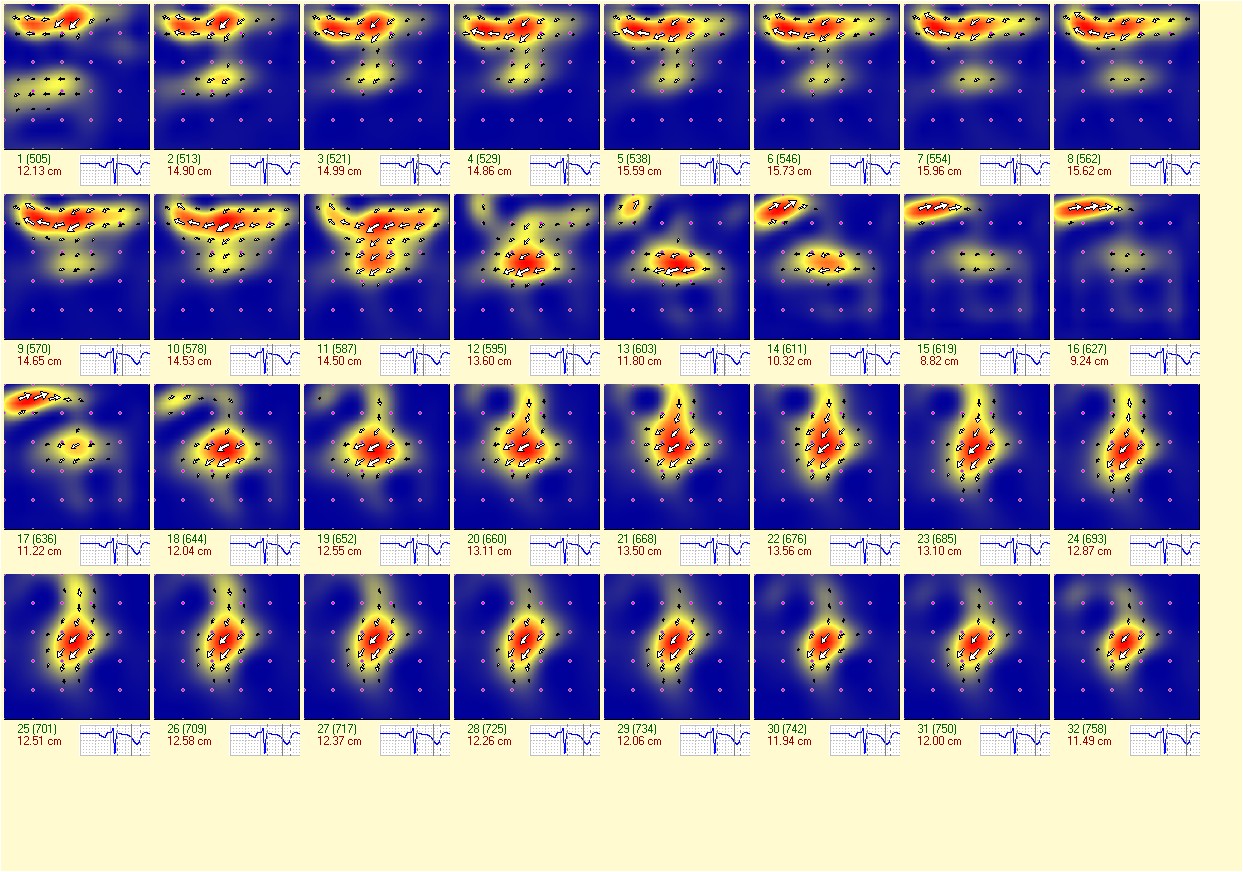 1 (505) 2 (513) 3 (521) 4 (529) 5 (538) 6 (546) 7 (554) 8 (562)
12.13 cm 14.90 cm 14.99 cm 14.86 cm 15.59 cm 15.73 cm 15.96 cm 15.62 cm
9 (570) 10 (578) 11 (587) 12 (595) 13 (603) 14 (611) 15 (619) 16 (627)
14.65 cm 14.53 cm 14.50 cm 13.60 cm 11.80 cm 10.32 cm 8.82 cm 9.24 cm
17 (636) 18 (644) 19 (652) 20 (660) 21 (668) 22 (676) 23 (685) 24 (693)
11.22 cm 12.04 cm 12.55 cm 13.11 cm 13.50 cm 13.56 cm 13.10 cm 12.87 cm
25 (701) 26 (709) 27 (717) 28 (725) 29 (734) 30 (742) 31 (750) 32 (758)
12.51 cm 12.58 cm 12.37 cm 12.26 cm 12.06 cm 11.94 cm 12.00 cm 11.49 cm